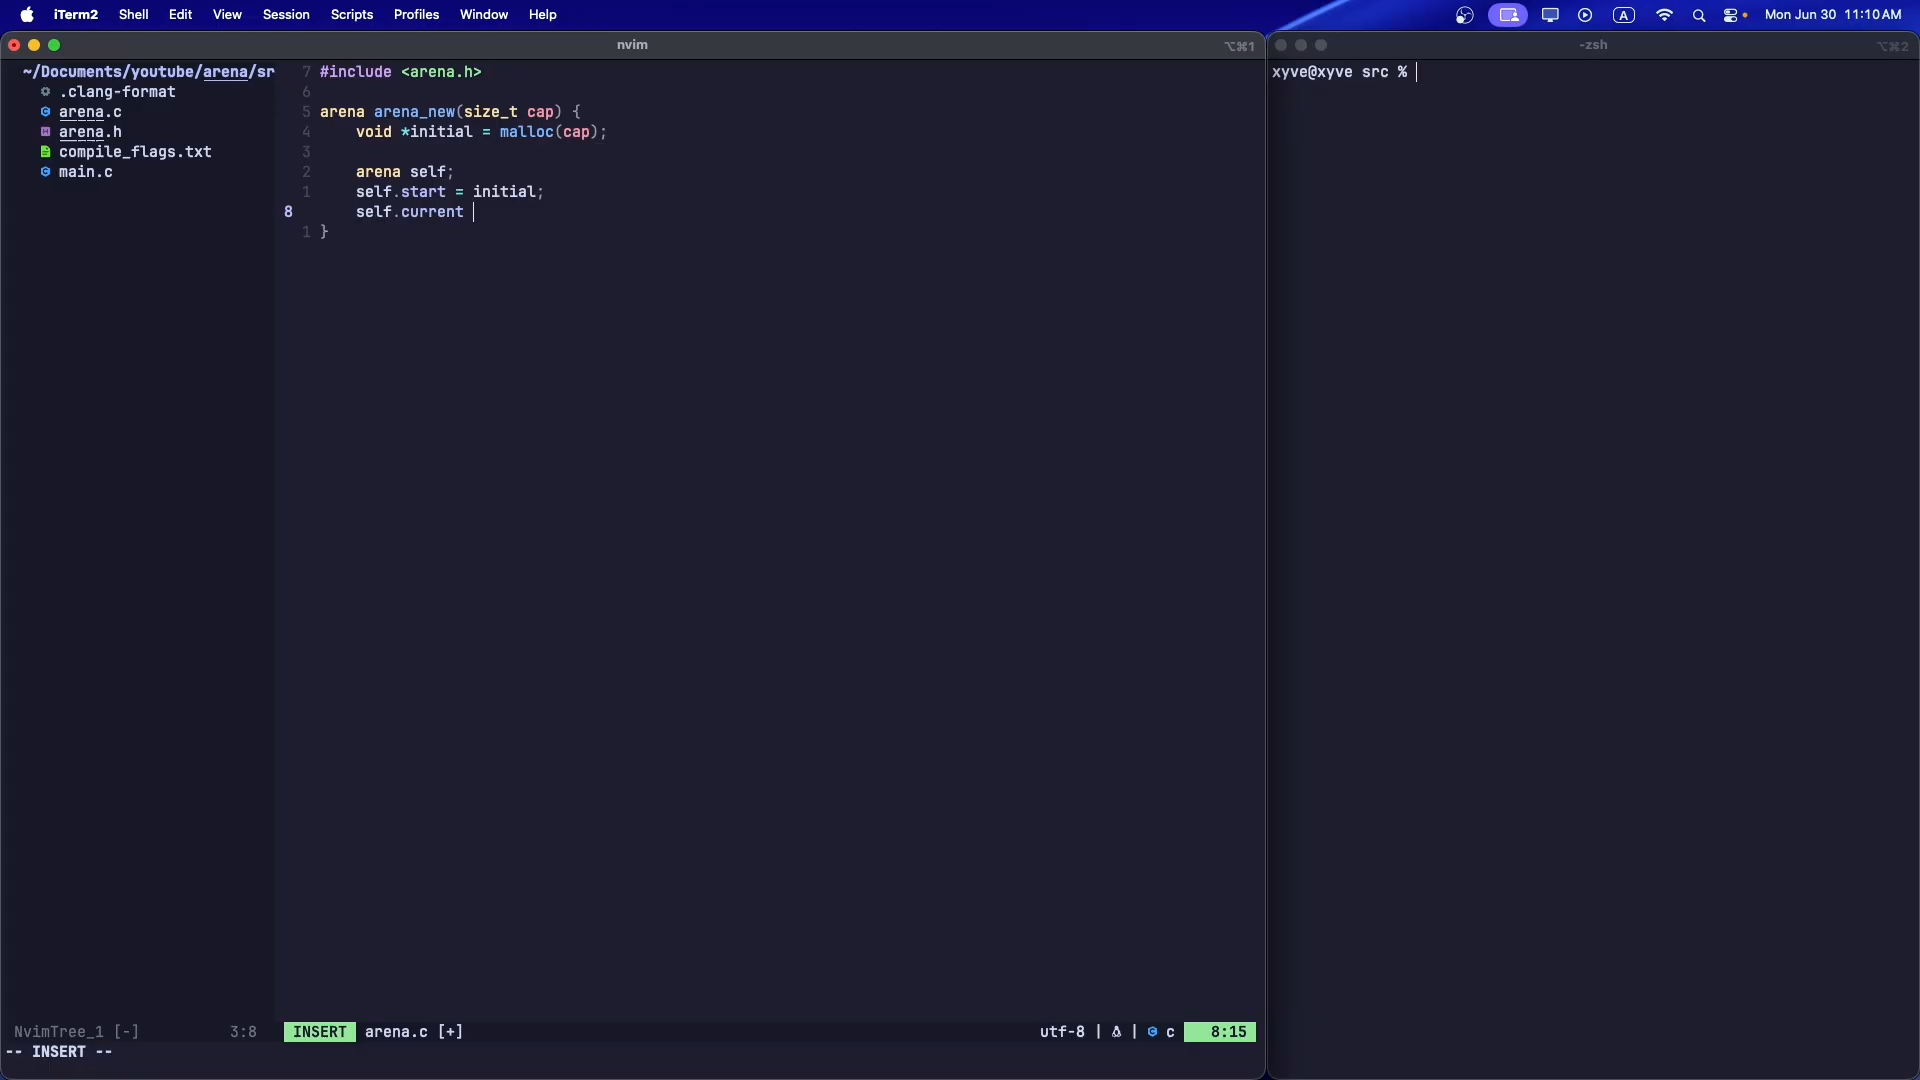 iTerm2 Shell Edit View Session Scripts Profiles Window Help A Mon Jun 30 11:10 AM
nvim ⌥⌘1
-zsh ⌥⌘2
~/Documents/youtube/arena/sr
.clang-format
arena.c
arena.h
compile_flags.txt
main.c
7 #include <arena.h>
6
5 arena arena_new(size_t cap) {
4     void *initial = malloc(cap);
3
2     arena self;
1     self.start = initial;
8     self.current
1 }
xyve@xyve src %
NvimTree_1 [-] 3:8 INSERT arena.c [+] utf-8 | | c 8:15
-- INSERT --